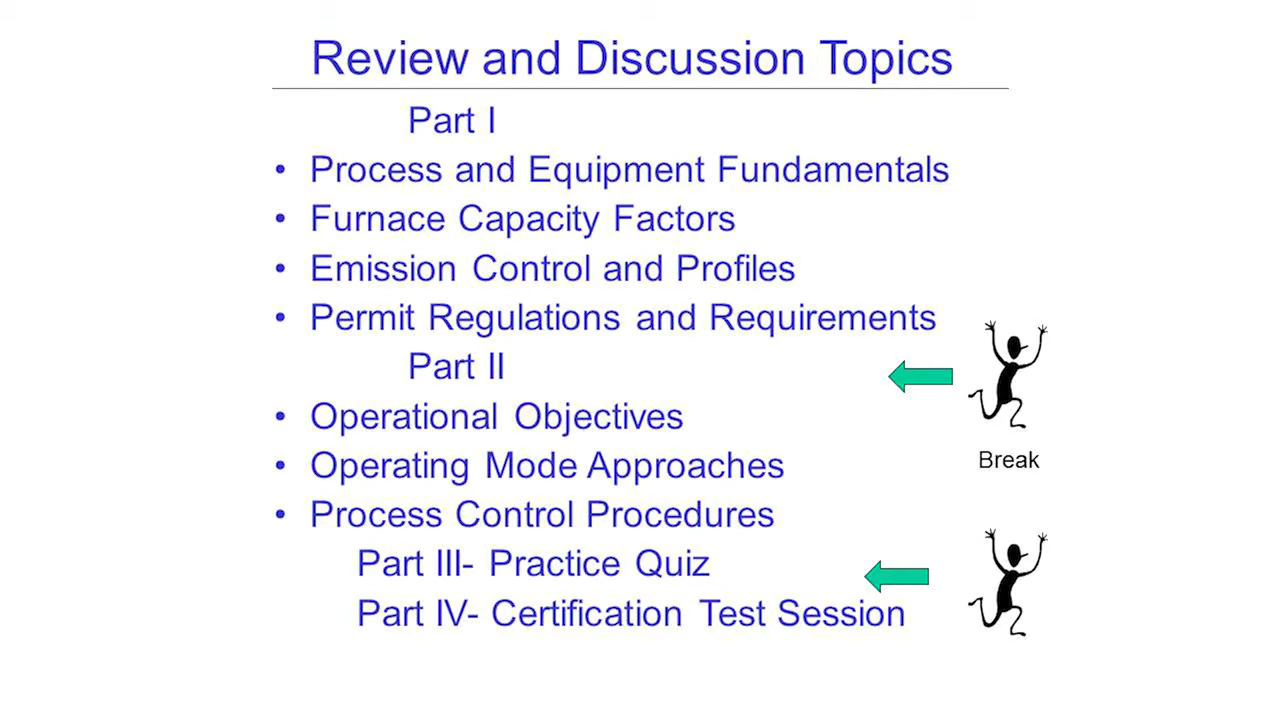 Review and Discussion Topics
Part I
• Process and Equipment Fundamentals
• Furnace Capacity Factors
• Emission Control and Profiles
• Permit Regulations and Requirements
Part II
• Operational Objectives
• Operating Mode Approaches
Break
• Process Control Procedures
Part III- Practice Quiz
Part IV- Certification Test Session